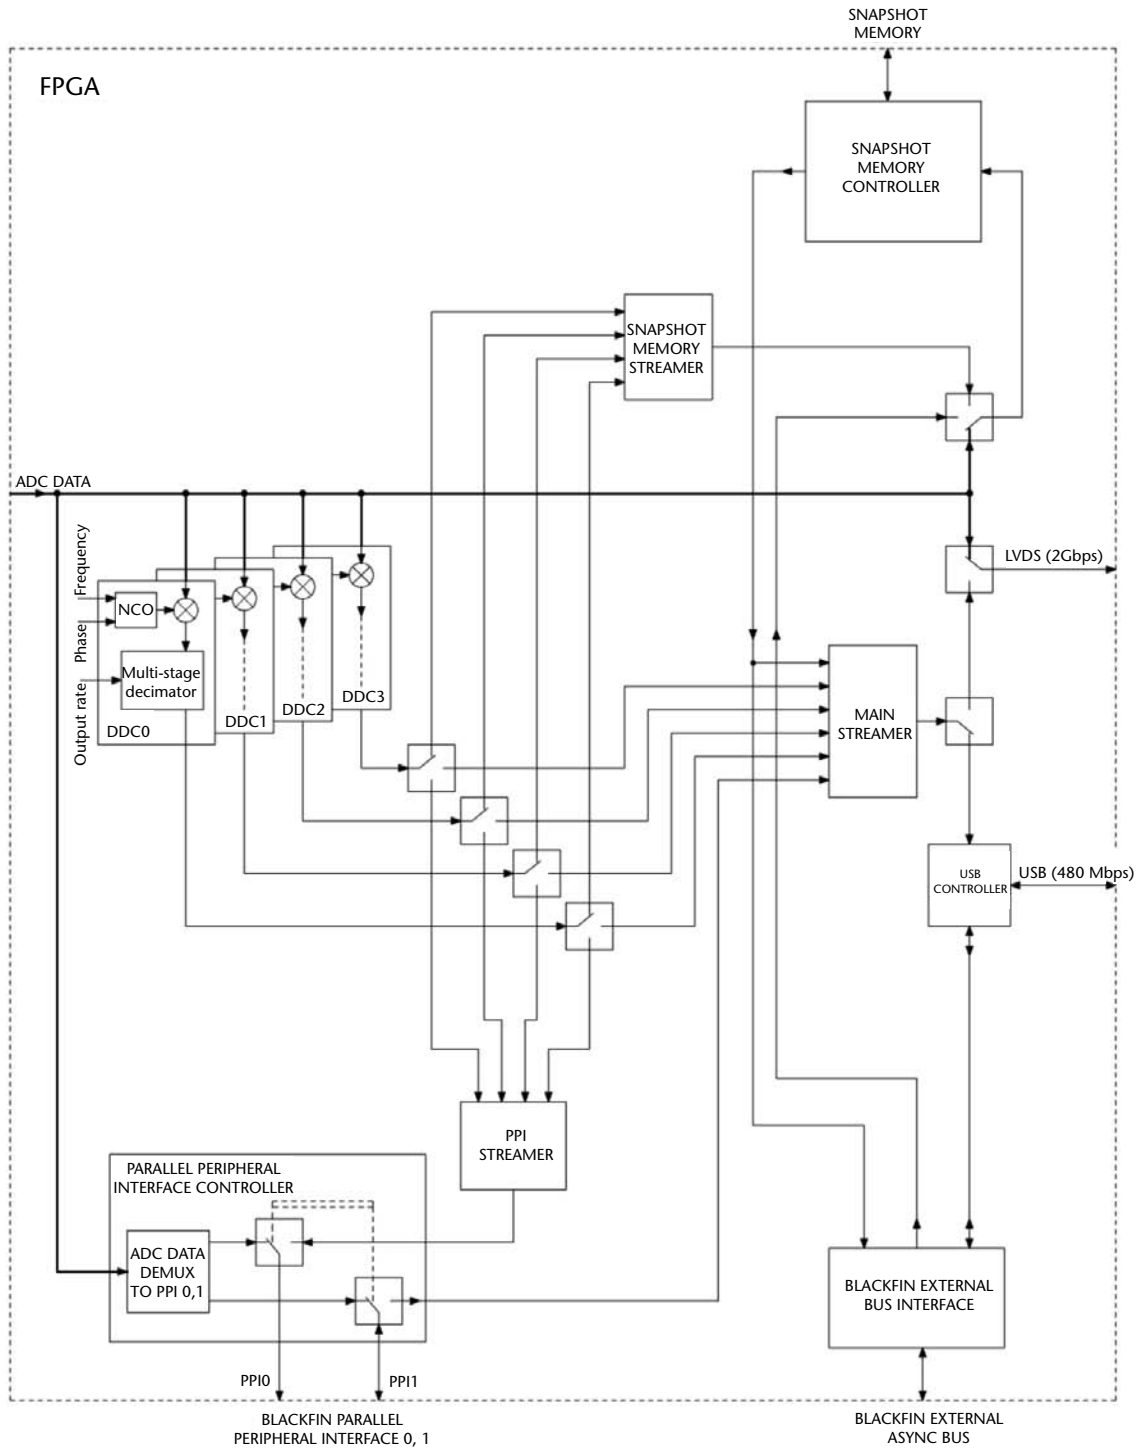 SNAPSHOT
MEMORY
FPGA
SNAPSHOT
MEMORY
CONTROLLER
SNAPSHOT
MEMORY
STREAMER
ADC DATA
LVDS (2Gbps)
Frequency
Phase
Output rate
NCO
Multi-stage
decimator
DDC0
DDC1
DDC2
DDC3
MAIN
STREAMER
USB
CONTROLLER
USB (480 Mbps)
PPI
STREAMER
PARALLEL PERIPHERAL
INTERFACE CONTROLLER
ADC DATA
DEMUX
TO PPI 0,1
BLACKFIN EXTERNAL
BUS INTERFACE
PPI0
PPI1
BLACKFIN PARALLEL
PERIPHERAL INTERFACE 0, 1
BLACKFIN EXTERNAL
ASYNC BUS